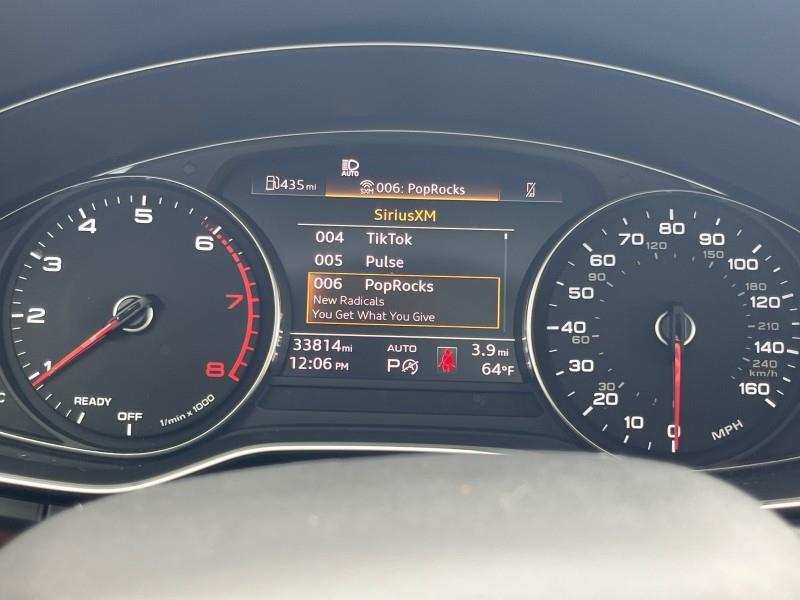 AUTO
435 mi
SXM 006: PopRocks
SiriusXM
004 TikTok
005 Pulse
006 PopRocks
New Radicals
You Get What You Give
33814 mi
AUTO
3.9 mi
12:06 PM
P
A
64°F
1
2
3
4
5
6
7
8
READY
OFF
1/min x 1000
C
0
10
20
30
40
50
60
70
80
90
100
120
140
160
MPH
30
60
90
120
150
180
210
240
km/h